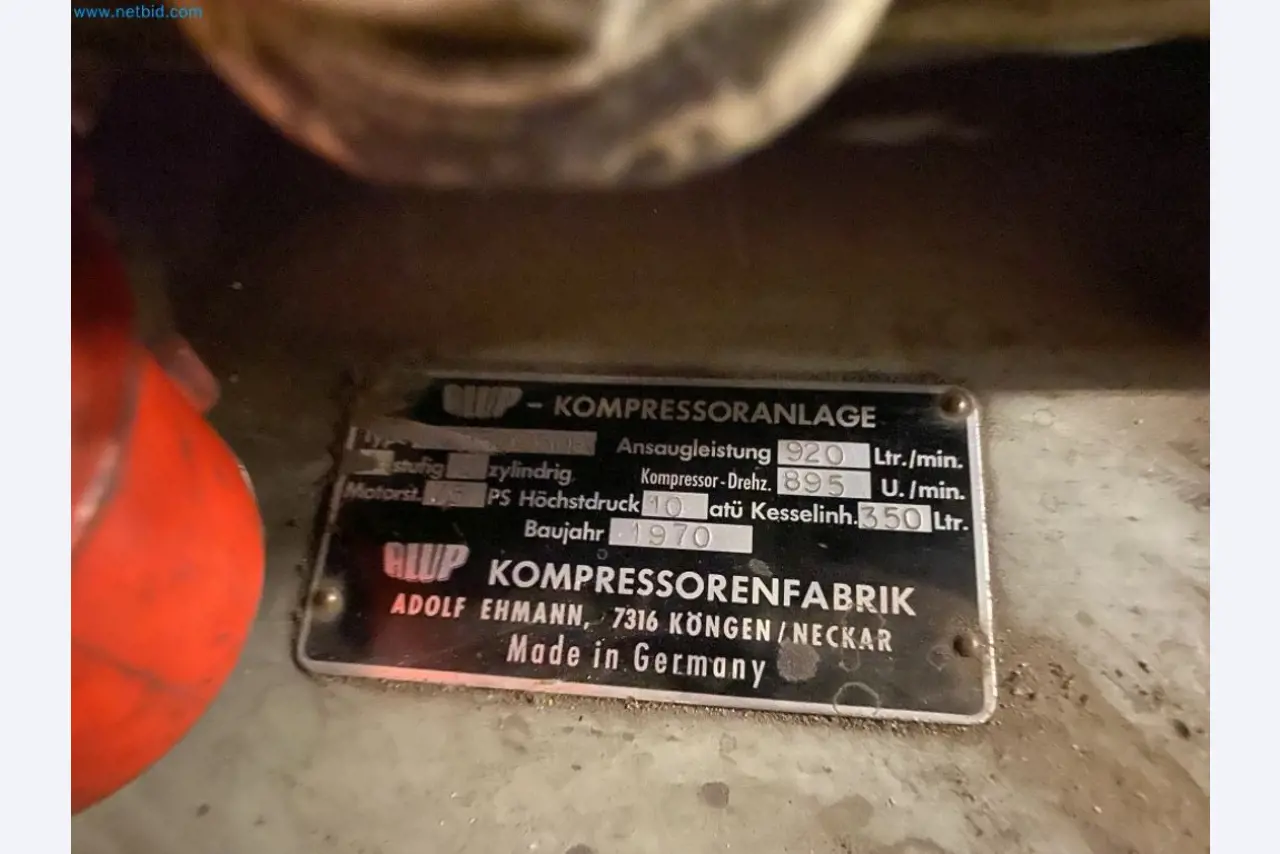 www.netbid.com
ALUP - KOMPRESSORANLAGE
Type
Ansaugleistung 920 Ltr./min.
stufig zylindrig
Kompressor-Drehz. 895 U./min.
Motorst. PS Höchstdruck 10 atü Kesselinh. 350 Ltr.
Baujahr 1970
ALUP KOMPRESSORENFABRIK
ADOLF EHMANN, 7316 KÖNGEN/NECKAR
Made in Germany